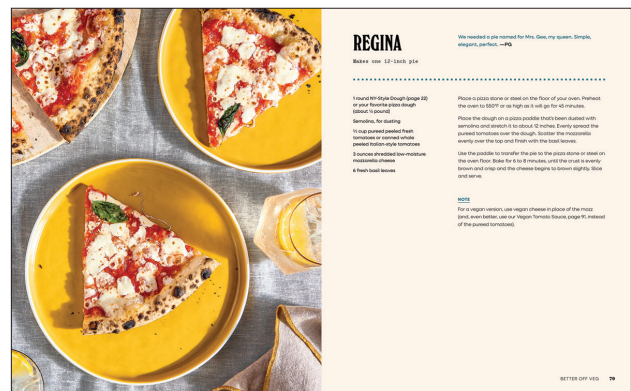 REGINA
Makes one 12-inch pie
We needed a pie named for Mrs. Gee, my queen. Simple,
elegant, perfect. —PG
1 round NY-Style Dough (page 22)
or your favorite pizza dough
(about ½ pound)
Semolina, for dusting
½ cup pureed peeled fresh
tomatoes or canned whole
peeled Italian-style tomatoes
3 ounces shredded low-moisture
mozzarella cheese
6 fresh basil leaves
Place a pizza stone or steel on the floor of your oven. Preheat
the oven to 550°F or as high as it will go for 45 minutes.
Place the dough on a pizza paddle that's been dusted with
semolina and stretch it to about 12 inches. Evenly spread the
pureed tomatoes over the dough. Scatter the mozzarella
evenly over the top and finish with the basil leaves.
Use the paddle to transfer the pie to the pizza stone or steel on
the oven floor. Bake for 6 to 8 minutes, until the crust is evenly
brown and crisp and the cheese begins to brown slightly. Slice
and serve.
NOTE
For a vegan version, use vegan cheese in place of the mozz
(and, even better, use our Vegan Tomato Sauce, page 91, instead
of the pureed tomatoes).
BETTER OFF VEG 79